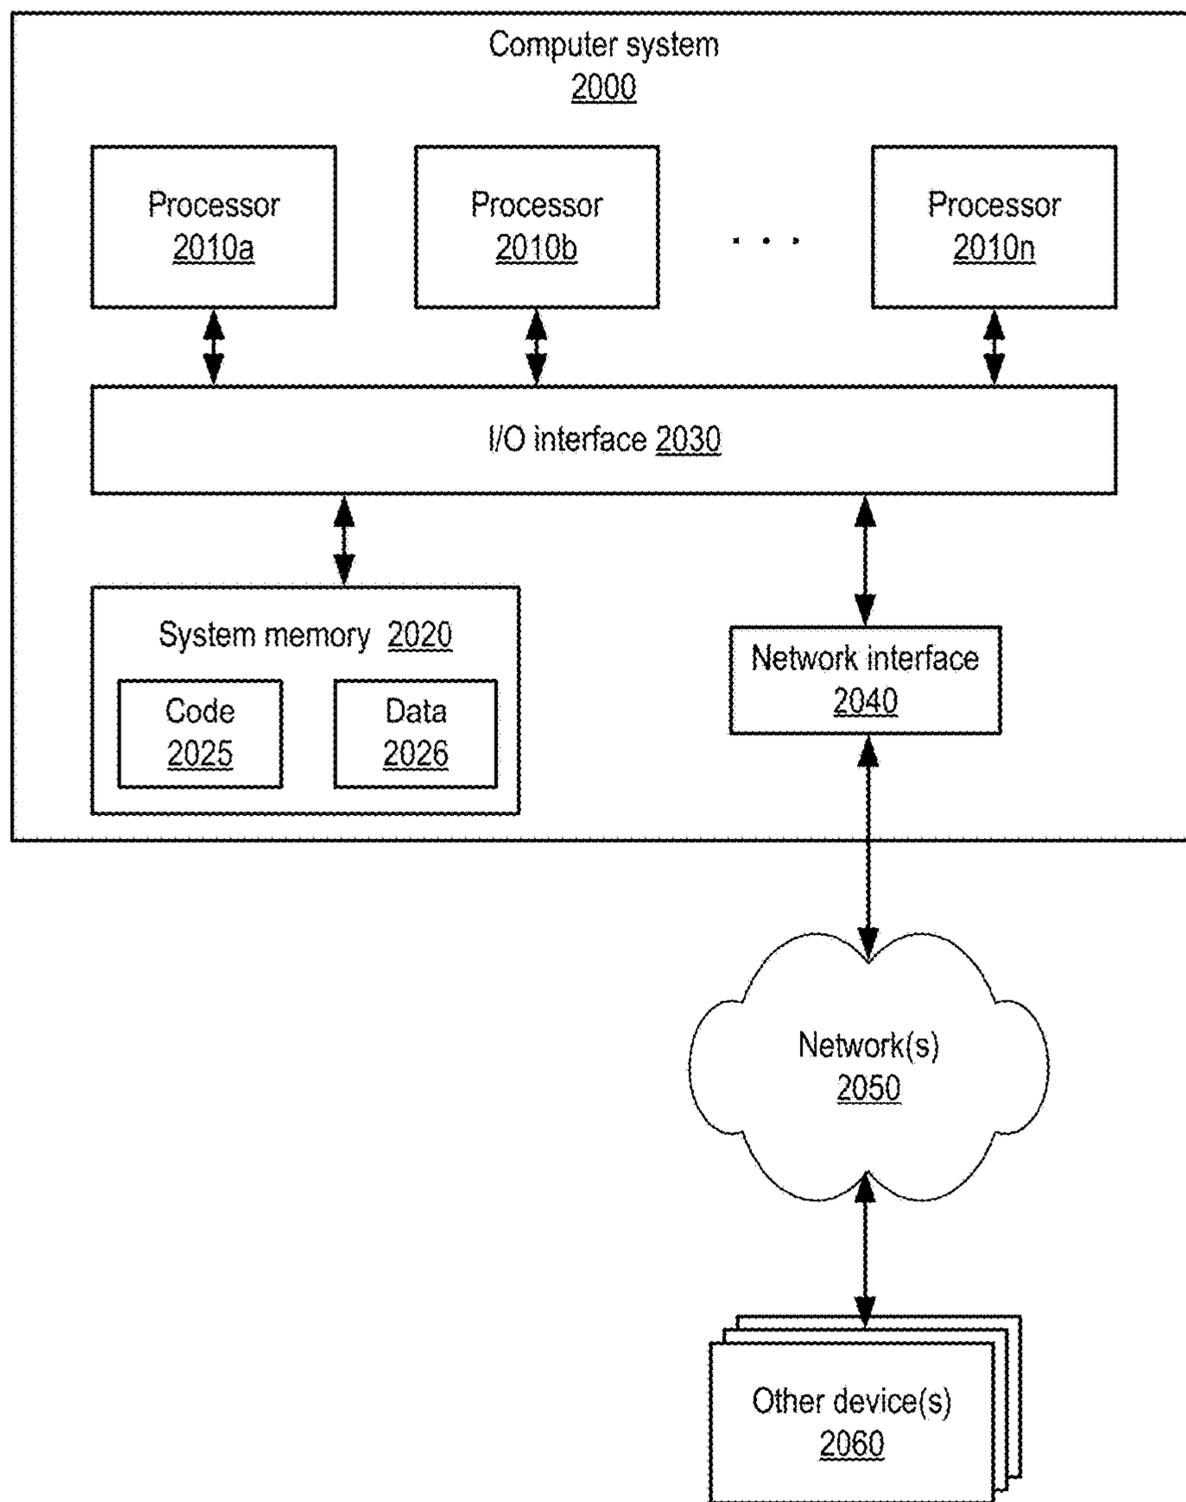 Computer system
2000
Processor
2010a
Processor
2010b
. . .
Processor
2010n
I/O interface 2030
System memory 2020
Code
2025
Data
2026
Network interface
2040
Network(s)
2050
Other device(s)
2060